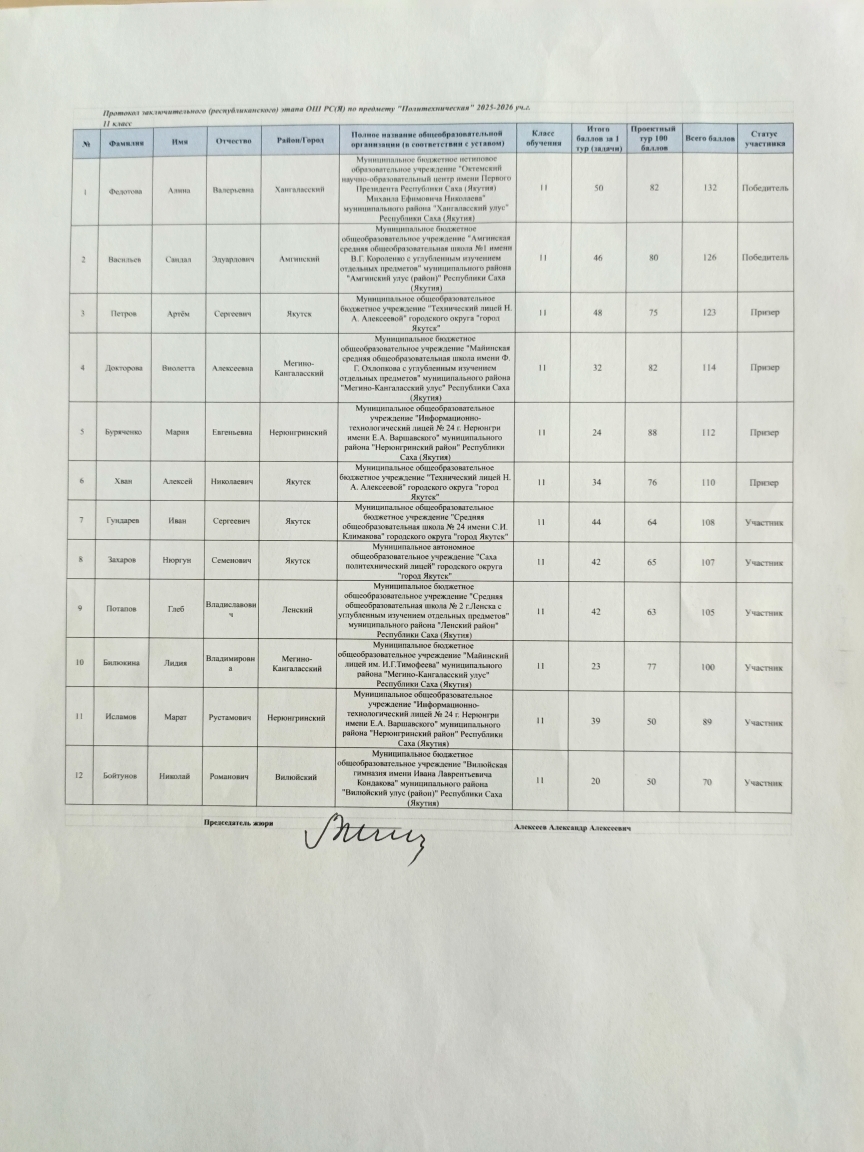 Протокол заключительного (республиканского) этапа ОШ РС(Я) по предмету "Политехническая" 2025-2026 уч.г.
11 класс
№ Фамилия Имя Отчество Район/Город Полное название общеобразовательной организации (в соответствии с уставом) Класс обучения Итого баллов за 1 тур (задачи) Проектный тур 100 баллов Всего баллов Статус участника
1 Федотова Алина Валерьевна Хангаласский Муниципальное бюджетное нетиповое образовательное учреждение "Октемский научно-образовательный центр имени Первого Президента Республики Саха (Якутия) Михаила Ефимовича Николаева" муниципального района "Хангаласский улус" Республики Саха (Якутия) 11 50 82 132 Победитель
2 Васильев Сандал Эдуардович Амгинский Муниципальное бюджетное общеобразовательное учреждение "Амгинская средняя общеобразовательная школа №1 имени В.Г. Короленко с углубленным изучением отдельных предметов" муниципального района "Амгинский улус (район)" Республики Саха (Якутия) 11 46 80 126 Победитель
3 Петров Артём Сергеевич Якутск Муниципальное общеобразовательное бюджетное учреждение "Технический лицей Н. А. Алексеевой" городского округа "город Якутск" 11 48 75 123 Призер
4 Докторова Виолетта Алексеевна Мегино-Кангаласский Муниципальное бюджетное общеобразовательное учреждение "Майинская средняя общеобразовательная школа имени Ф. Г. Охлопкова с углубленным изучением отдельных предметов" муниципального района "Мегино-Кангаласский улус" Республики Саха (Якутия) 11 32 82 114 Призер
5 Буряченко Мария Евгеньевна Нерюнгринский Муниципальное общеобразовательное учреждение "Информационно-технологический лицей № 24 г. Нерюнгри имени Е.А. Варшавского" муниципального района "Нерюнгринский район" Республики Саха (Якутия) 11 24 88 112 Призер
6 Хван Алексей Николаевич Якутск Муниципальное общеобразовательное бюджетное учреждение "Технический лицей Н. А. Алексеевой" городского округа "город Якутск" 11 34 76 110 Призер
7 Гундарев Иван Сергеевич Якутск Муниципальное общеобразовательное бюджетное учреждение "Средняя общеобразовательная школа № 24 имени С.И. Климакова" городского округа "город Якутск" 11 44 64 108 Участник
8 Захаров Нюргун Семенович Якутск Муниципальное автономное общеобразовательное учреждение "Саха политехнический лицей" городского округа "город Якутск" 11 42 65 107 Участник
9 Потапов Глеб Владиславович Ленский Муниципальное бюджетное общеобразовательное учреждение "Средняя общеобразовательная школа № 2 г.Ленска с углубленным изучением отдельных предметов" муниципального района "Ленский район" Республики Саха (Якутия) 11 42 63 105 Участник
10 Билюкина Лидия Владимировна Мегино-Кангаласский Муниципальное бюджетное общеобразовательное учреждение "Майинский лицей им. И.Г.Тимофеева" муниципального района "Мегино-Кангаласский улус" Республики Саха (Якутия) 11 23 77 100 Участник
11 Исламов Марат Рустамович Нерюнгринский Муниципальное общеобразовательное учреждение "Информационно-технологический лицей № 24 г. Нерюнгри имени Е.А. Варшавского" муниципального района "Нерюнгринский район" Республики Саха (Якутия) 11 39 50 89 Участник
12 Бойтунов Николай Романович Вилюйский Муниципальное бюджетное общеобразовательное учреждение "Вилюйская гимназия имени Ивана Лаврентьевича Кондакова" муниципального района "Вилюйский улус (район)" Республики Саха (Якутия) 11 20 50 70 Участник
Председатель жюри Алексеев Александр Алексеевич